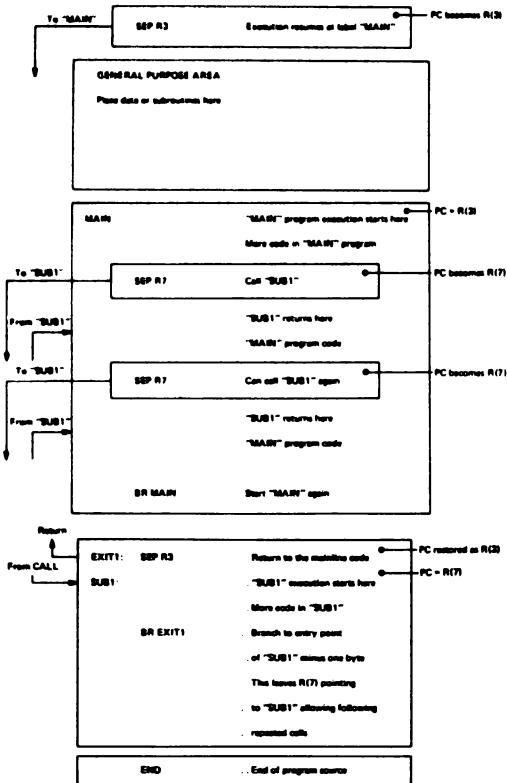 To "MAIN" SEP R3 Execution resumes at label "MAIN" PC becomes R(3)
GENERAL PURPOSE AREA
Place data or subroutines here
MAIN "MAIN" program execution starts here PC = R(3)
More code in "MAIN" program
To "SUB1" SEP R7 Call "SUB1" PC becomes R(7)
From "SUB1" "SUB1" returns here
"MAIN" program code
To "SUB1" SEP R7 Can call "SUB1" again PC becomes R(7)
From "SUB1" "SUB1" returns here
"MAIN" program code
BR MAIN Start "MAIN" again
Return EXIT1: SEP R3 Return to the mainline code PC restored as R(3)
From CALL SUB1: . "SUB1" execution starts here PC = R(7)
. More code in "SUB1"
BR EXIT1 . Branch to entry point
. of "SUB1" minus one byte
This leaves R(7) pointing
.. to "SUB1" allowing following
.. repeated calls
END .. End of program source